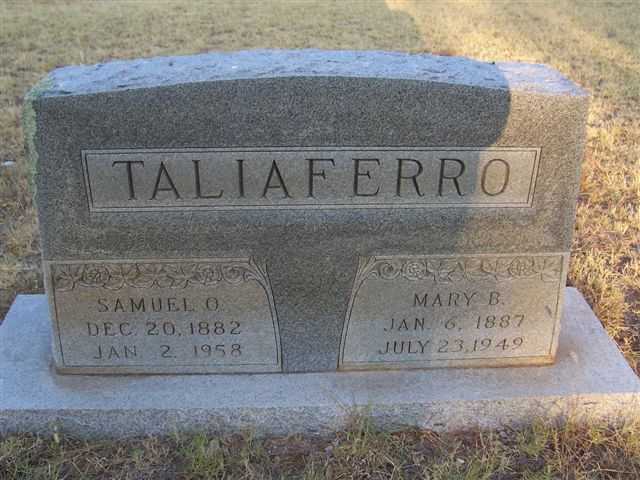 TALIAFERRO
SAMUEL O.
DEC. 20, 1882
JAN. 2 1958
MARY B.
JAN. 6, 1887
JULY 23, 1949